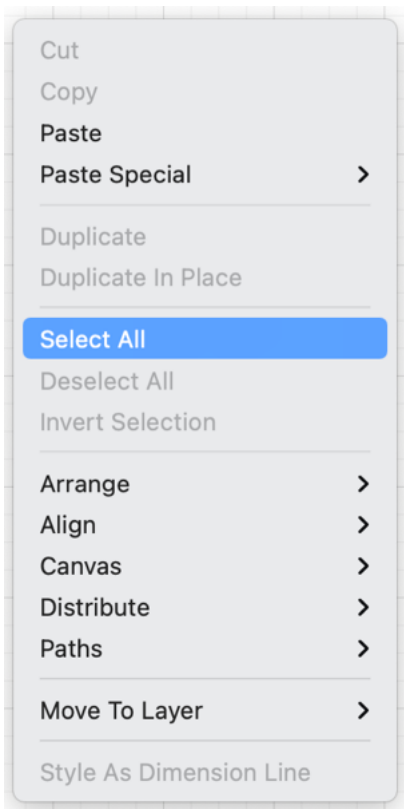 Cut
Copy
Paste
Paste Special
Duplicate
Duplicate In Place
Select All
Deselect All
Invert Selection
Arrange
Align
Canvas
Distribute
Paths
Move To Layer
Style As Dimension Line